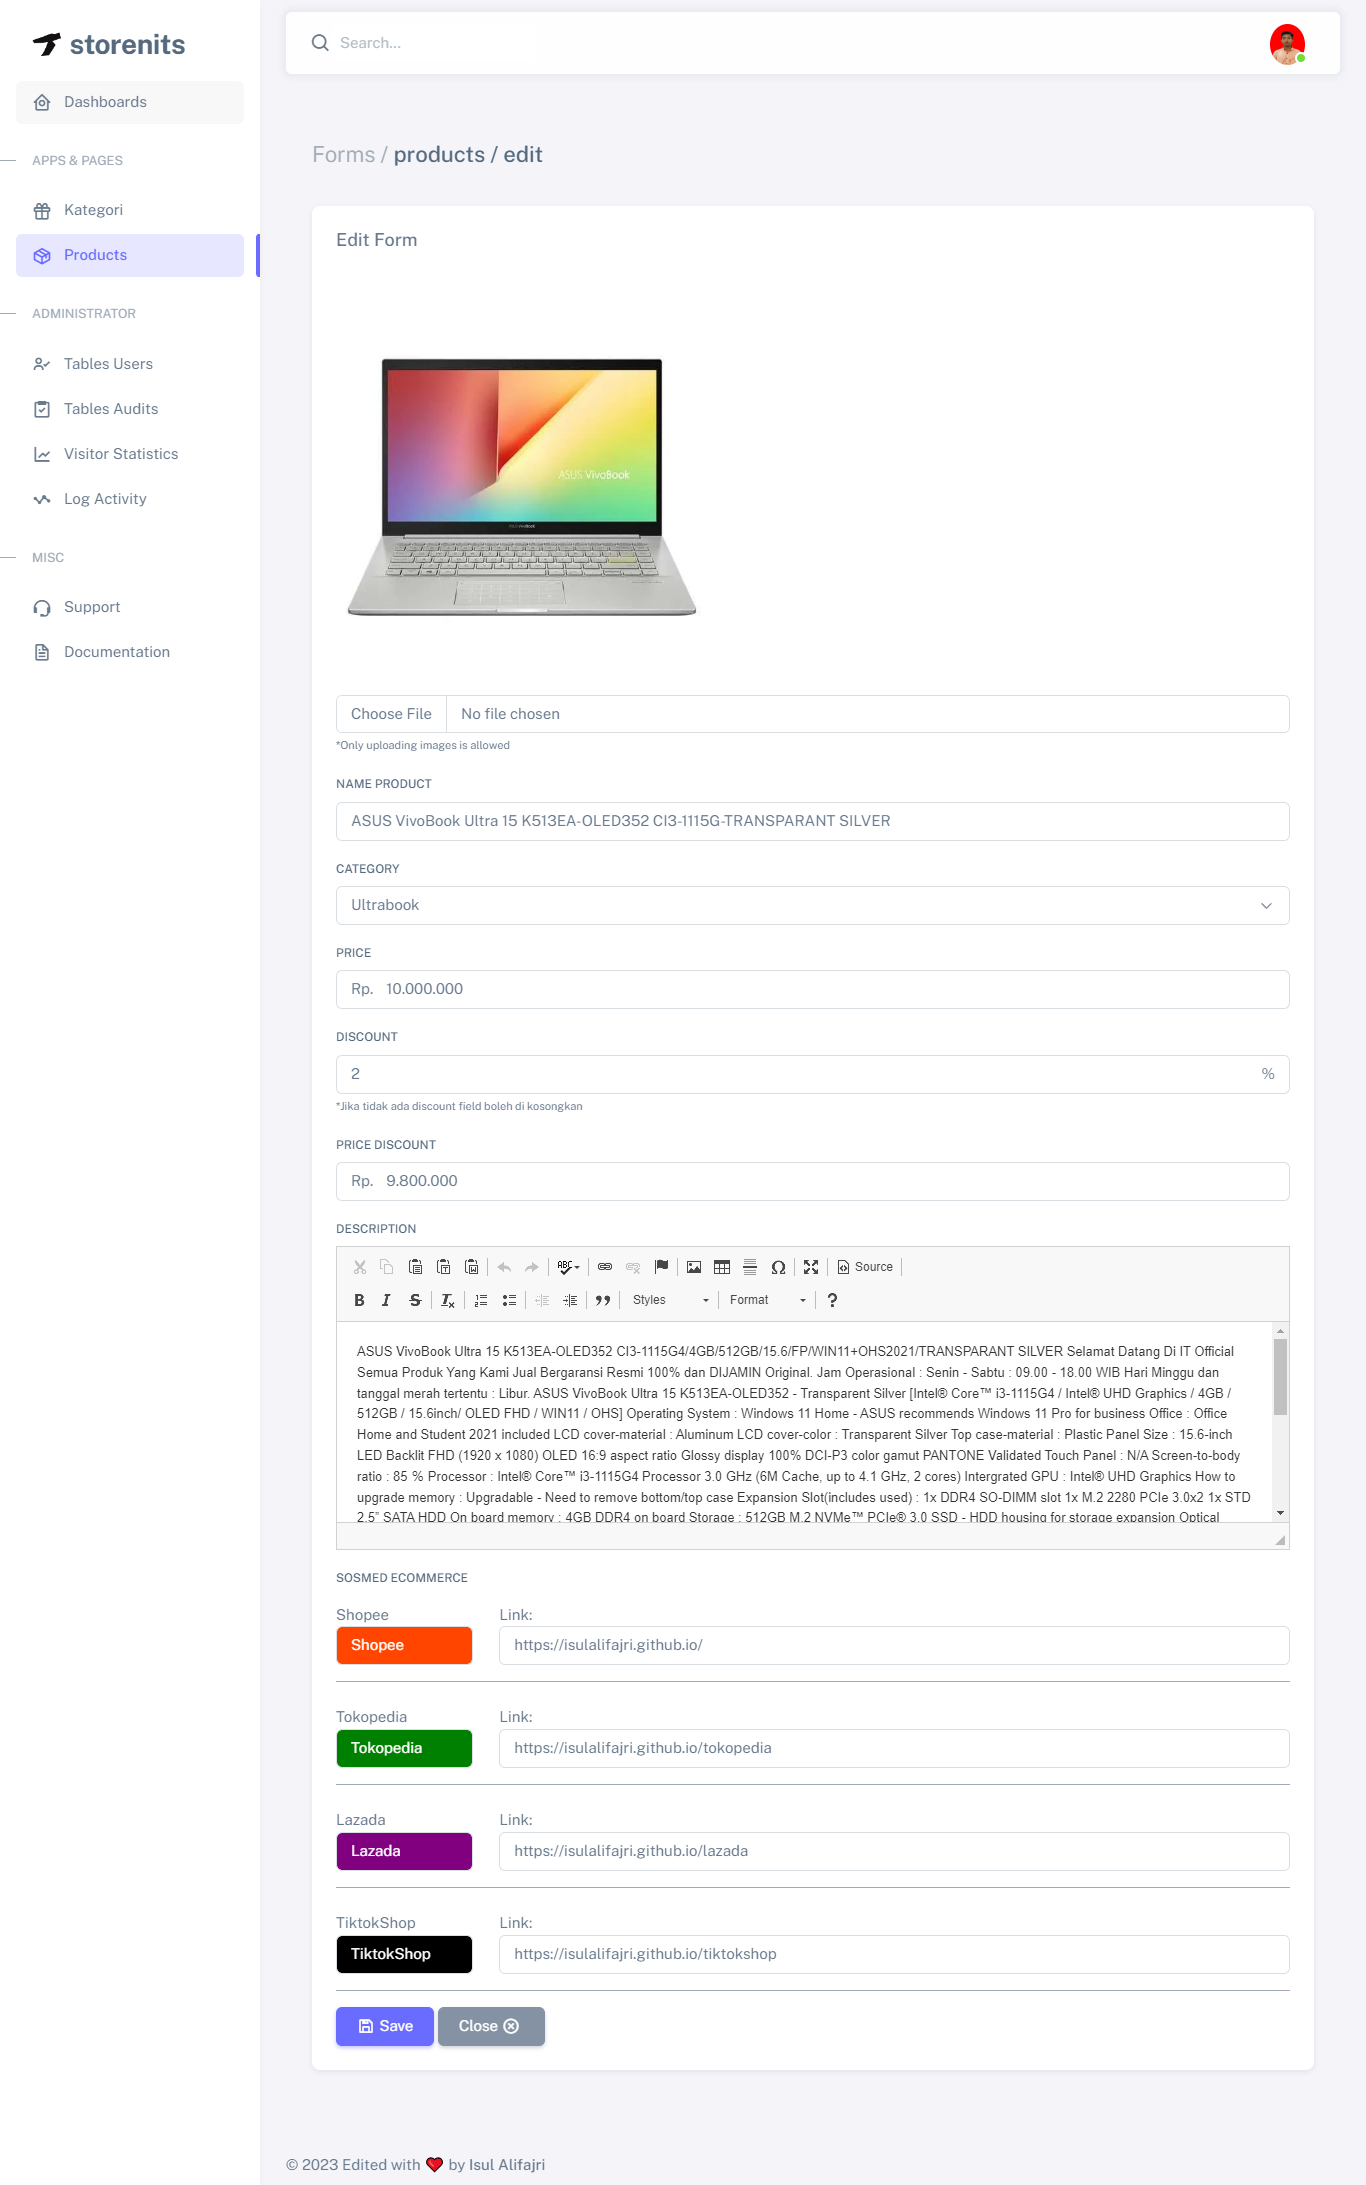 storenits
Search...
Dashboards
APPS & PAGES
Kategori
Products
ADMINISTRATOR
Tables Users
Tables Audits
Visitor Statistics
Log Activity
MISC
Support
Documentation
Forms / products / edit
Edit Form
ASUS VivoBook
Choose File No file chosen
*Only uploading images is allowed
NAME PRODUCT
ASUS VivoBook Ultra 15 K513EA-OLED352 CI3-1115G-TRANSPARANT SILVER
CATEGORY
Ultrabook
PRICE
Rp. 10.000.000
DISCOUNT
2 %
*Jika tidak ada discount field boleh di kosongkan
PRICE DISCOUNT
Rp. 9.800.000
DESCRIPTION
ABC Source
B I S Tx Styles Format ?
ASUS VivoBook Ultra 15 K513EA-OLED352 CI3-1115G4/4GB/512GB/15.6/FP/WIN11+OHS2021/TRANSPARANT SILVER Selamat Datang Di IT Official
Semua Produk Yang Kami Jual Bergaransi Resmi 100% dan DIJAMIN Original. Jam Operasional : Senin - Sabtu : 09.00 - 18.00 WIB Hari Minggu dan
tanggal merah tertentu : Libur. ASUS VivoBook Ultra 15 K513EA-OLED352 - Transparent Silver [Intel® Core™ i3-1115G4 / Intel® UHD Graphics / 4GB /
512GB / 15.6inch/ OLED FHD / WIN11 / OHS] Operating System : Windows 11 Home - ASUS recommends Windows 11 Pro for business Office : Office
Home and Student 2021 included LCD cover-material : Aluminum LCD cover-color : Transparent Silver Top case-material : Plastic Panel Size : 15.6-inch
LED Backlit FHD (1920 x 1080) OLED 16:9 aspect ratio Glossy display 100% DCI-P3 color gamut PANTONE Validated Touch Panel : N/A Screen-to-body
ratio : 85 % Processor : Intel® Core™ i3-1115G4 Processor 3.0 GHz (6M Cache, up to 4.1 GHz, 2 cores) Intergrated GPU : Intel® UHD Graphics How to
upgrade memory : Upgradable - Need to remove bottom/top case Expansion Slot(includes used) : 1x DDR4 SO-DIMM slot 1x M.2 2280 PCIe 3.0x2 1x STD
2.5” SATA HDD On board memory : 4GB DDR4 on board Storage : 512GB M.2 NVMe™ PCIe® 3.0 SSD - HDD housing for storage expansion Optical
SOSMED ECOMMERCE
Shopee Link:
Shopee https://isulalifajri.github.io/
Tokopedia Link:
Tokopedia https://isulalifajri.github.io/tokopedia
Lazada Link:
Lazada https://isulalifajri.github.io/lazada
TiktokShop Link:
TiktokShop https://isulalifajri.github.io/tiktokshop
Save Close
© 2023 Edited with ❤️ by Isul Alifajri